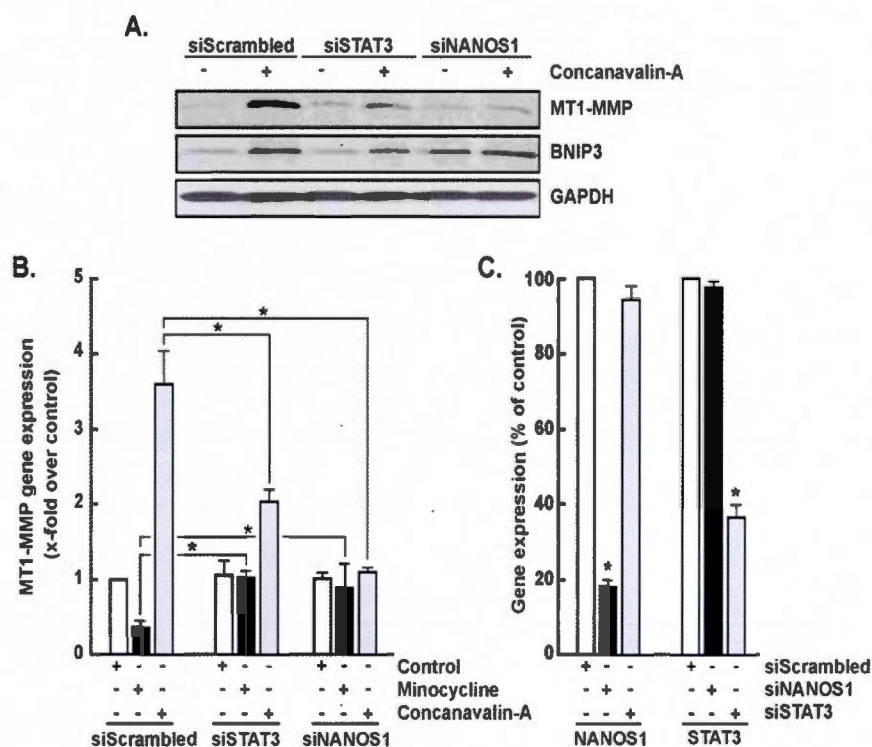 A.
siScrambled siSTAT3 siNANOS1
- + - + - + Concanavalin-A
MT1-MMP
BNIP3
GAPDH
B.
MT1-MMP gene expression
(x-fold over control)
5
4
3
2
1
0
* * * *
+ - - + - - + - - Control
- + - - + - - + - Minocycline
- - + - - + - - + Concanavalin-A
siScrambled siSTAT3 siNANOS1
C.
Gene expression (% of control)
100
80
60
40
20
0
* *
+ - - + - - siScrambled
- + - - + - siNANOS1
- - + - - + siSTAT3
NANOS1 STAT3